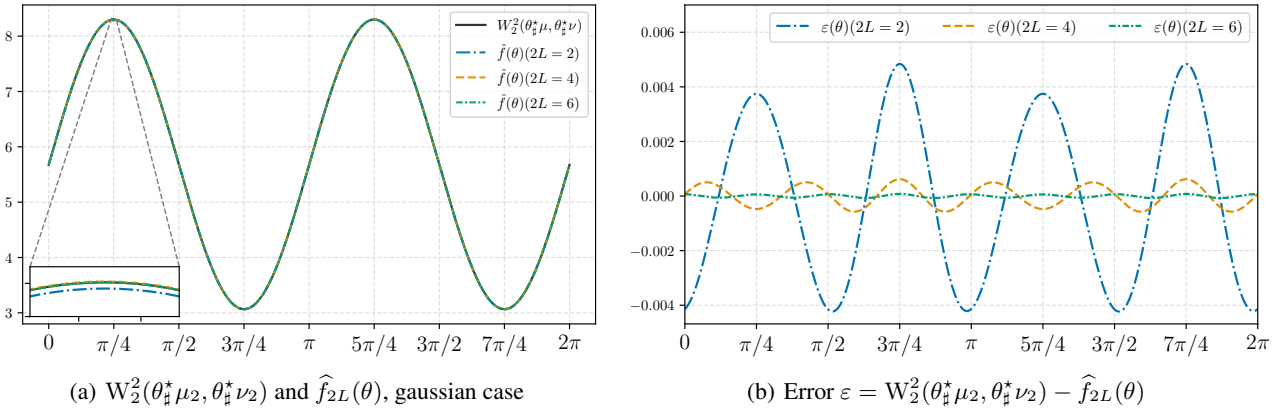 8
7
6
5
4
3
0
π/4
π/2
3π/4
π
5π/4
3π/2
7π/4
2π
W₂²(θ♯⋆μ, θ♯⋆ν)
f̂(θ)(2L = 2)
f̂(θ)(2L = 4)
f̂(θ)(2L = 6)
(a) W₂²(θ♯⋆μ₂, θ♯⋆ν₂) and f̂₂L(θ), gaussian case
0.006
0.004
0.002
0.000
−0.002
−0.004
0
π/4
π/2
3π/4
π
5π/4
3π/2
7π/4
2π
ε(θ)(2L = 2)
ε(θ)(2L = 4)
ε(θ)(2L = 6)
(b) Error ε = W₂²(θ♯⋆μ₂, θ♯⋆ν₂) − f̂₂L(θ)